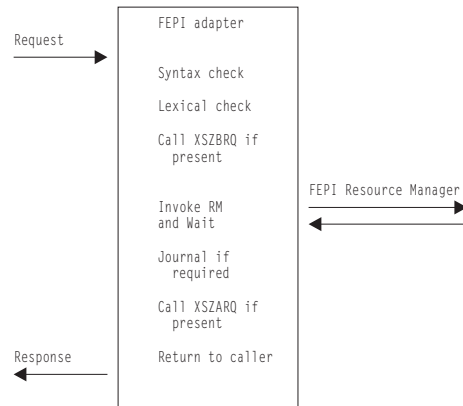 FEPI adapter
Request
Syntax check
Lexical check
Call XSZBRQ if
present
FEPI Resource Manager
Invoke RM
and Wait
Journal if
required
Call XSZARQ if
present
Response
Return to caller